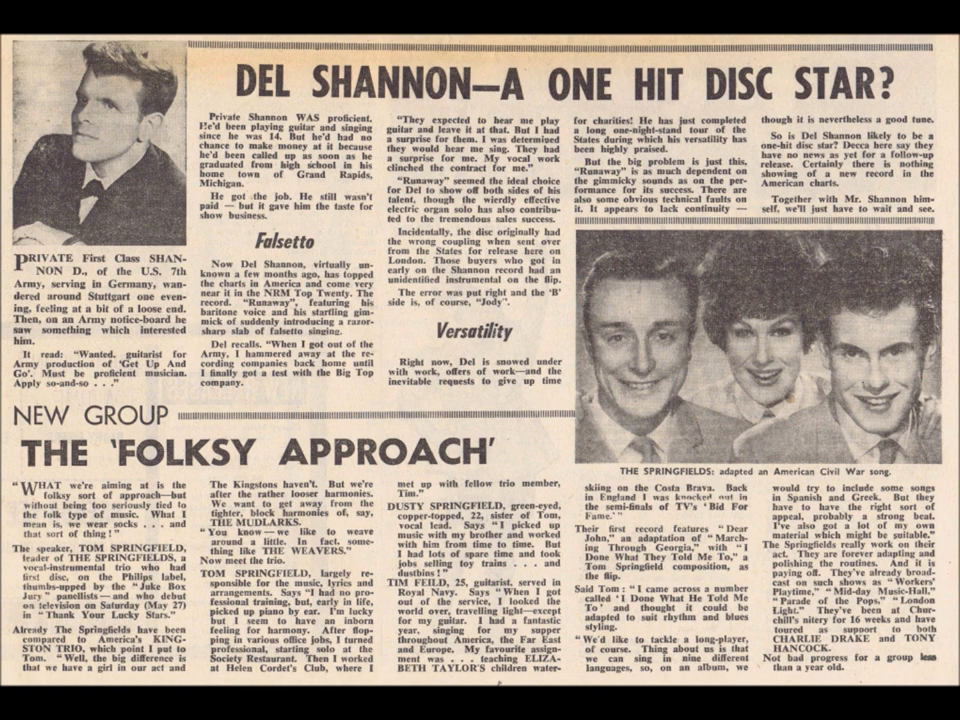 DEL SHANNON—A ONE HIT DISC STAR?
PRIVATE First Class SHAN-
NON D., of the U.S. 7th
Army, serving in Germany, wan-
dered around Stuttgart one even-
ing, feeling at a bit of a loose end.
Then, on an Army notice-board he
saw something which interested
him.
It read: "Wanted, guitarist for
Army production of 'Get Up And
Go'. Must be proficient musician.
Apply so-and-so . . ."
Private Shannon WAS proficient.
He'd been playing guitar and singing
since he was 14. But he'd had no
chance to make money at it because
he'd been called up as soon as he
graduated from high school in his
home town of Grand Rapids,
Michigan.
He got the job. He still wasn't
paid — but it gave him the taste for
show business.
Falsetto
Now Del Shannon, virtually un-
known a few months ago, has topped
the charts in America and come very
near it in the NRM Top Twenty. The
record. "Runaway", featuring his
baritone voice and his startling gim-
mick of suddenly introducing a razor-
sharp slab of falsetto singing.
Del recalls. "When I got out of the
Army, I hammered away at the re-
cording companies back home until
I finally got a test with the Big Top
company.
"They expected to hear me play
guitar and leave it at that. But I had
a surprise for them. I was determined
they would hear me sing. They had
a surprise for me. My vocal work
clinched the contract for me."
"Runaway" seemed the ideal choice
for Del to show off both sides of his
talent, though the wierdly effective
electric organ solo has also contribu-
ted to the tremendous sales success.
Incidentally, the disc originally had
the wrong coupling when sent over
from the States for release here on
London. Those buyers who got in
early on the Shannon record had an
unidentified instrumental on the flip.
The error was put right and the 'B'
side is, of course, "Jody".
Versatility
Right now, Del is snowed under
with work, offers of work—and the
inevitable requests to give up time
for charities! He has just completed
a long one-night-stand tour of the
States during which his versatility has
been highly praised.
But the big problem is just this.
"Runaway" is as much dependent on
the gimmicky sounds as on the per-
formance for its success. There are
also some obvious technical faults on
it. It appears to lack continuity —
though it is nevertheless a good tune.
So is Del Shannon likely to be a
one-hit disc star? Decca here say they
have no news as yet for a follow-up
release. Certainly there is nothing
showing of a new record in the
American charts.
Together with Mr. Shannon him-
self, we'll just have to wait and see.
THE SPRINGFIELDS: adapted an American Civil War song.
NEW GROUP
THE 'FOLKSY APPROACH'
"WHAT we're aiming at is the
folksy sort of approach—but
without being too seriously tied to
the folk type of music. What I
mean is, we wear socks . . . and
that sort of thing!"
The speaker, TOM SPRINGFIELD,
leader of THE SPRINGFIELDS, a
vocal-instrumental trio who had
first disc, on the Philips label,
thumbs-upped by the "Juke Box
Jury" panellists—and who debut
on television on Saturday (May 27)
in "Thank Your Lucky Stars."
Already The Springfields have been
compared to America's KING-
STON TRIO, which point I put to
Tom. "Well, the big difference is
that we have a girl in our act and
The Kingstons haven't. But we're
after the rather looser harmonies.
We want to get away from the
tighter, block harmonies of, say,
THE MUDLARKS.
"You know—we like to weave
around a little. In fact, some-
thing like THE WEAVERS."
Now meet the trio.
TOM SPRINGFIELD, largely re-
sponsible for the music, lyrics and
arrangements. Says "I had no pro-
fessional training, but, early in life,
picked up piano by ear. I'm lucky
but I seem to have an inborn
feeling for harmony. After flop-
ping in various office jobs, I turned
professional, starting solo at the
Society Restaurant. Then I worked
at Helen Cordet's Club, where I
met up with fellow trio member,
Tim."
DUSTY SPRINGFIELD, green-eyed,
copper-topped, 22, sister of Tom,
vocal lead. Says "I picked up
music with my brother and worked
with him from time to time. But
I had lots of spare time and took
jobs selling toy trains . . . and
dustbins!"
TIM FEILD, 25, guitarist, served in
Royal Navy. Says "When I got
out of the service, I looked the
world over, travelling light—except
for my guitar. I had a fantastic
year, singing for my supper
throughout America, the Far East
and Europe. My favourite assign-
ment was . . . teaching ELIZA-
BETH TAYLOR'S children water-
skiing on the Costa Brava. Back
in England I was knocked out in
the semi-finals of TV's 'Bid For
Fame.'"
Their first record features "Dear
John," an adaptation of "March-
ing Through Georgia," with "I
Done What They Told Me To," a
Tom Springfield composition, as
the flip.
Said Tom: "I came across a number
called 'I Done What He Told Me
To' and thought it could be
adapted to suit rhythm and blues
styling.
"We'd like to tackle a long-player,
of course. Thing about us is that
we can sing in nine different
languages, so, on an album, we
would try to include some songs
in Spanish and Greek. But they
have to have the right sort of
appeal, probably a strong beat.
I've also got a lot of my own
material which might be suitable."
The Springfields really work on their
act. They are forever adapting and
polishing the routines. And it is
paying off. They've already broad-
cast on such shows as "Workers'
Playtime," "Mid-day Music-Hall,"
"Parade of the Pops," "London
Light." They've been at Chur-
chill's nitery for 16 weeks and have
toured as support to both
CHARLIE DRAKE and TONY
HANCOCK.
Not bad progress for a group less
than a year old.